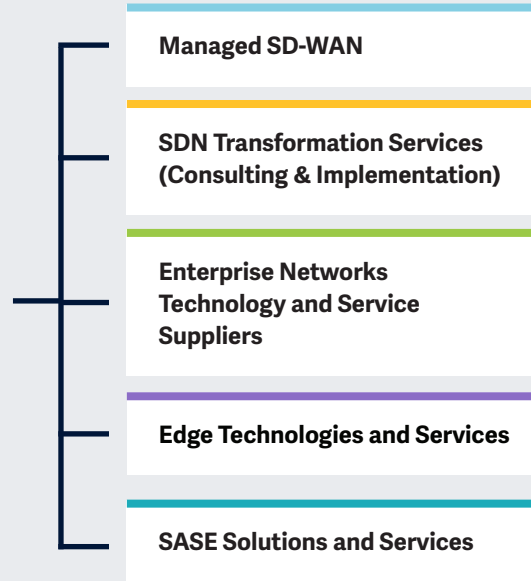 Managed SD-WAN
SDN Transformation Services
(Consulting & Implementation)
Enterprise Networks
Technology and Service
Suppliers
Edge Technologies and Services
SASE Solutions and Services